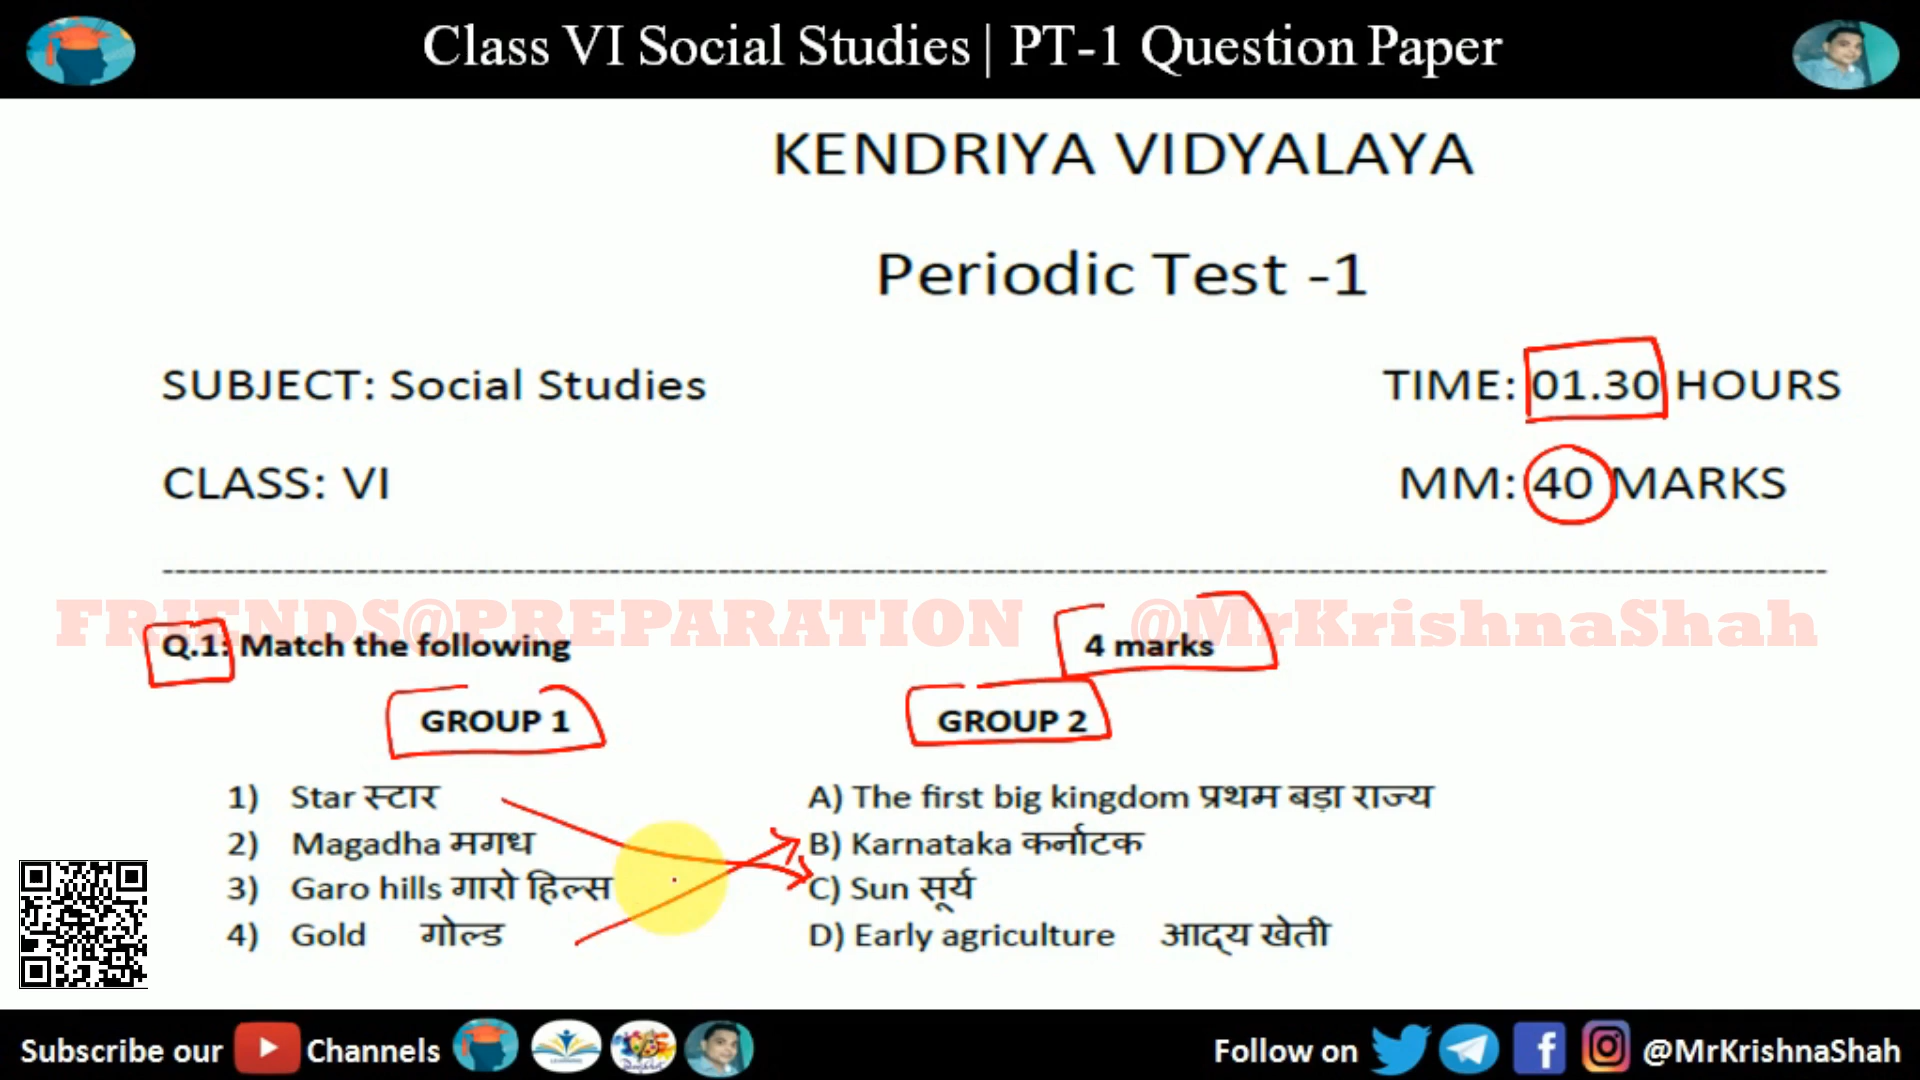 Class VI Social Studies | PT-1 Question Paper
KENDRIYA VIDYALAYA
Periodic Test -1
SUBJECT: Social Studies TIME: 01.30 HOURS
CLASS: VI MM: 40 MARKS
FRIENDS@PREPARATION @MrKrishnaShah
Q.1: Match the following 4 marks
GROUP 1 GROUP 2
1) Star स्टार A) The first big kingdom प्रथम बड़ा राज्य
2) Magadha मगध B) Karnataka कर्नाटक
3) Garo hills गारो हिल्स C) Sun सूर्य
4) Gold गोल्ड D) Early agriculture आद्य खेती
Subscribe our Channels Follow on @MrKrishnaShah